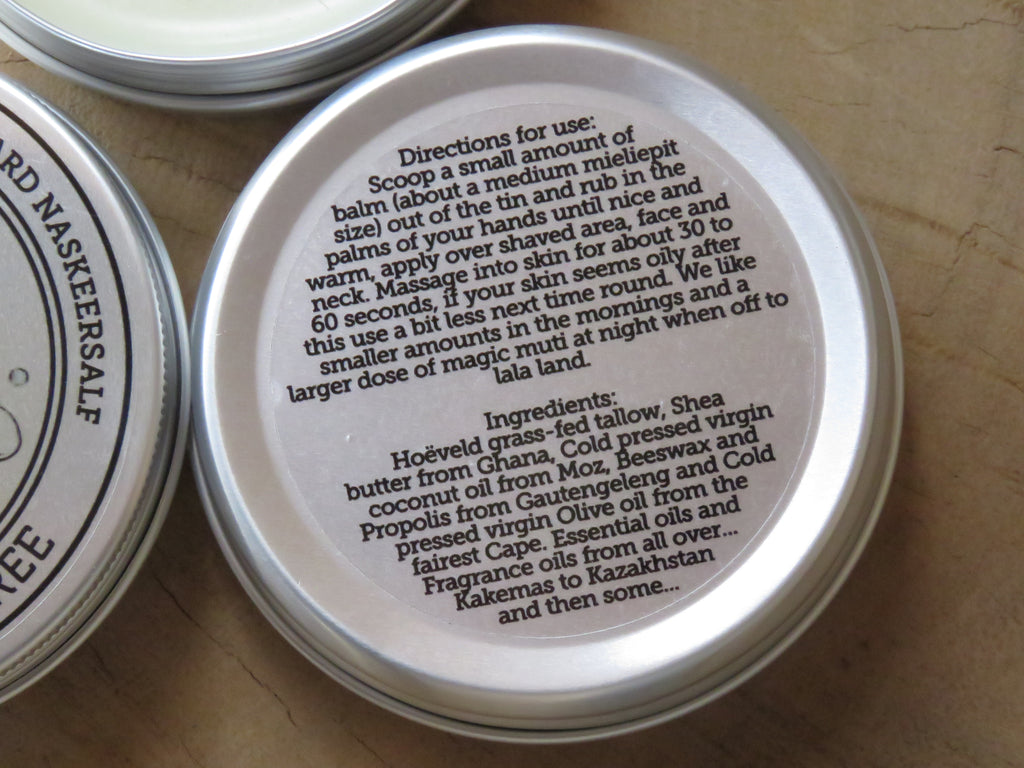 ARD NASKEERSALF
REE
Directions for use:
Scoop a small amount of
balm (about a medium mieliepit
size) out of the tin and rub in the
palms of your hands until nice and
warm, apply over shaved area, face and
neck. Massage into skin for about 30 to
60 seconds, if your skin seems oily after
this use a bit less next time round. We like
smaller amounts in the mornings and a
larger dose of magic muti at night when off to
lala land.
Ingredients:
Hoëveld grass-fed tallow, Shea
butter from Ghana, Cold pressed virgin
coconut oil from Moz, Beeswax and
Propolis from Gautengeleng and Cold
pressed virgin Olive oil from the
fairest Cape. Essential oils and
Fragrance oils from all over...
Kakemas to Kazakhstan
and then some...